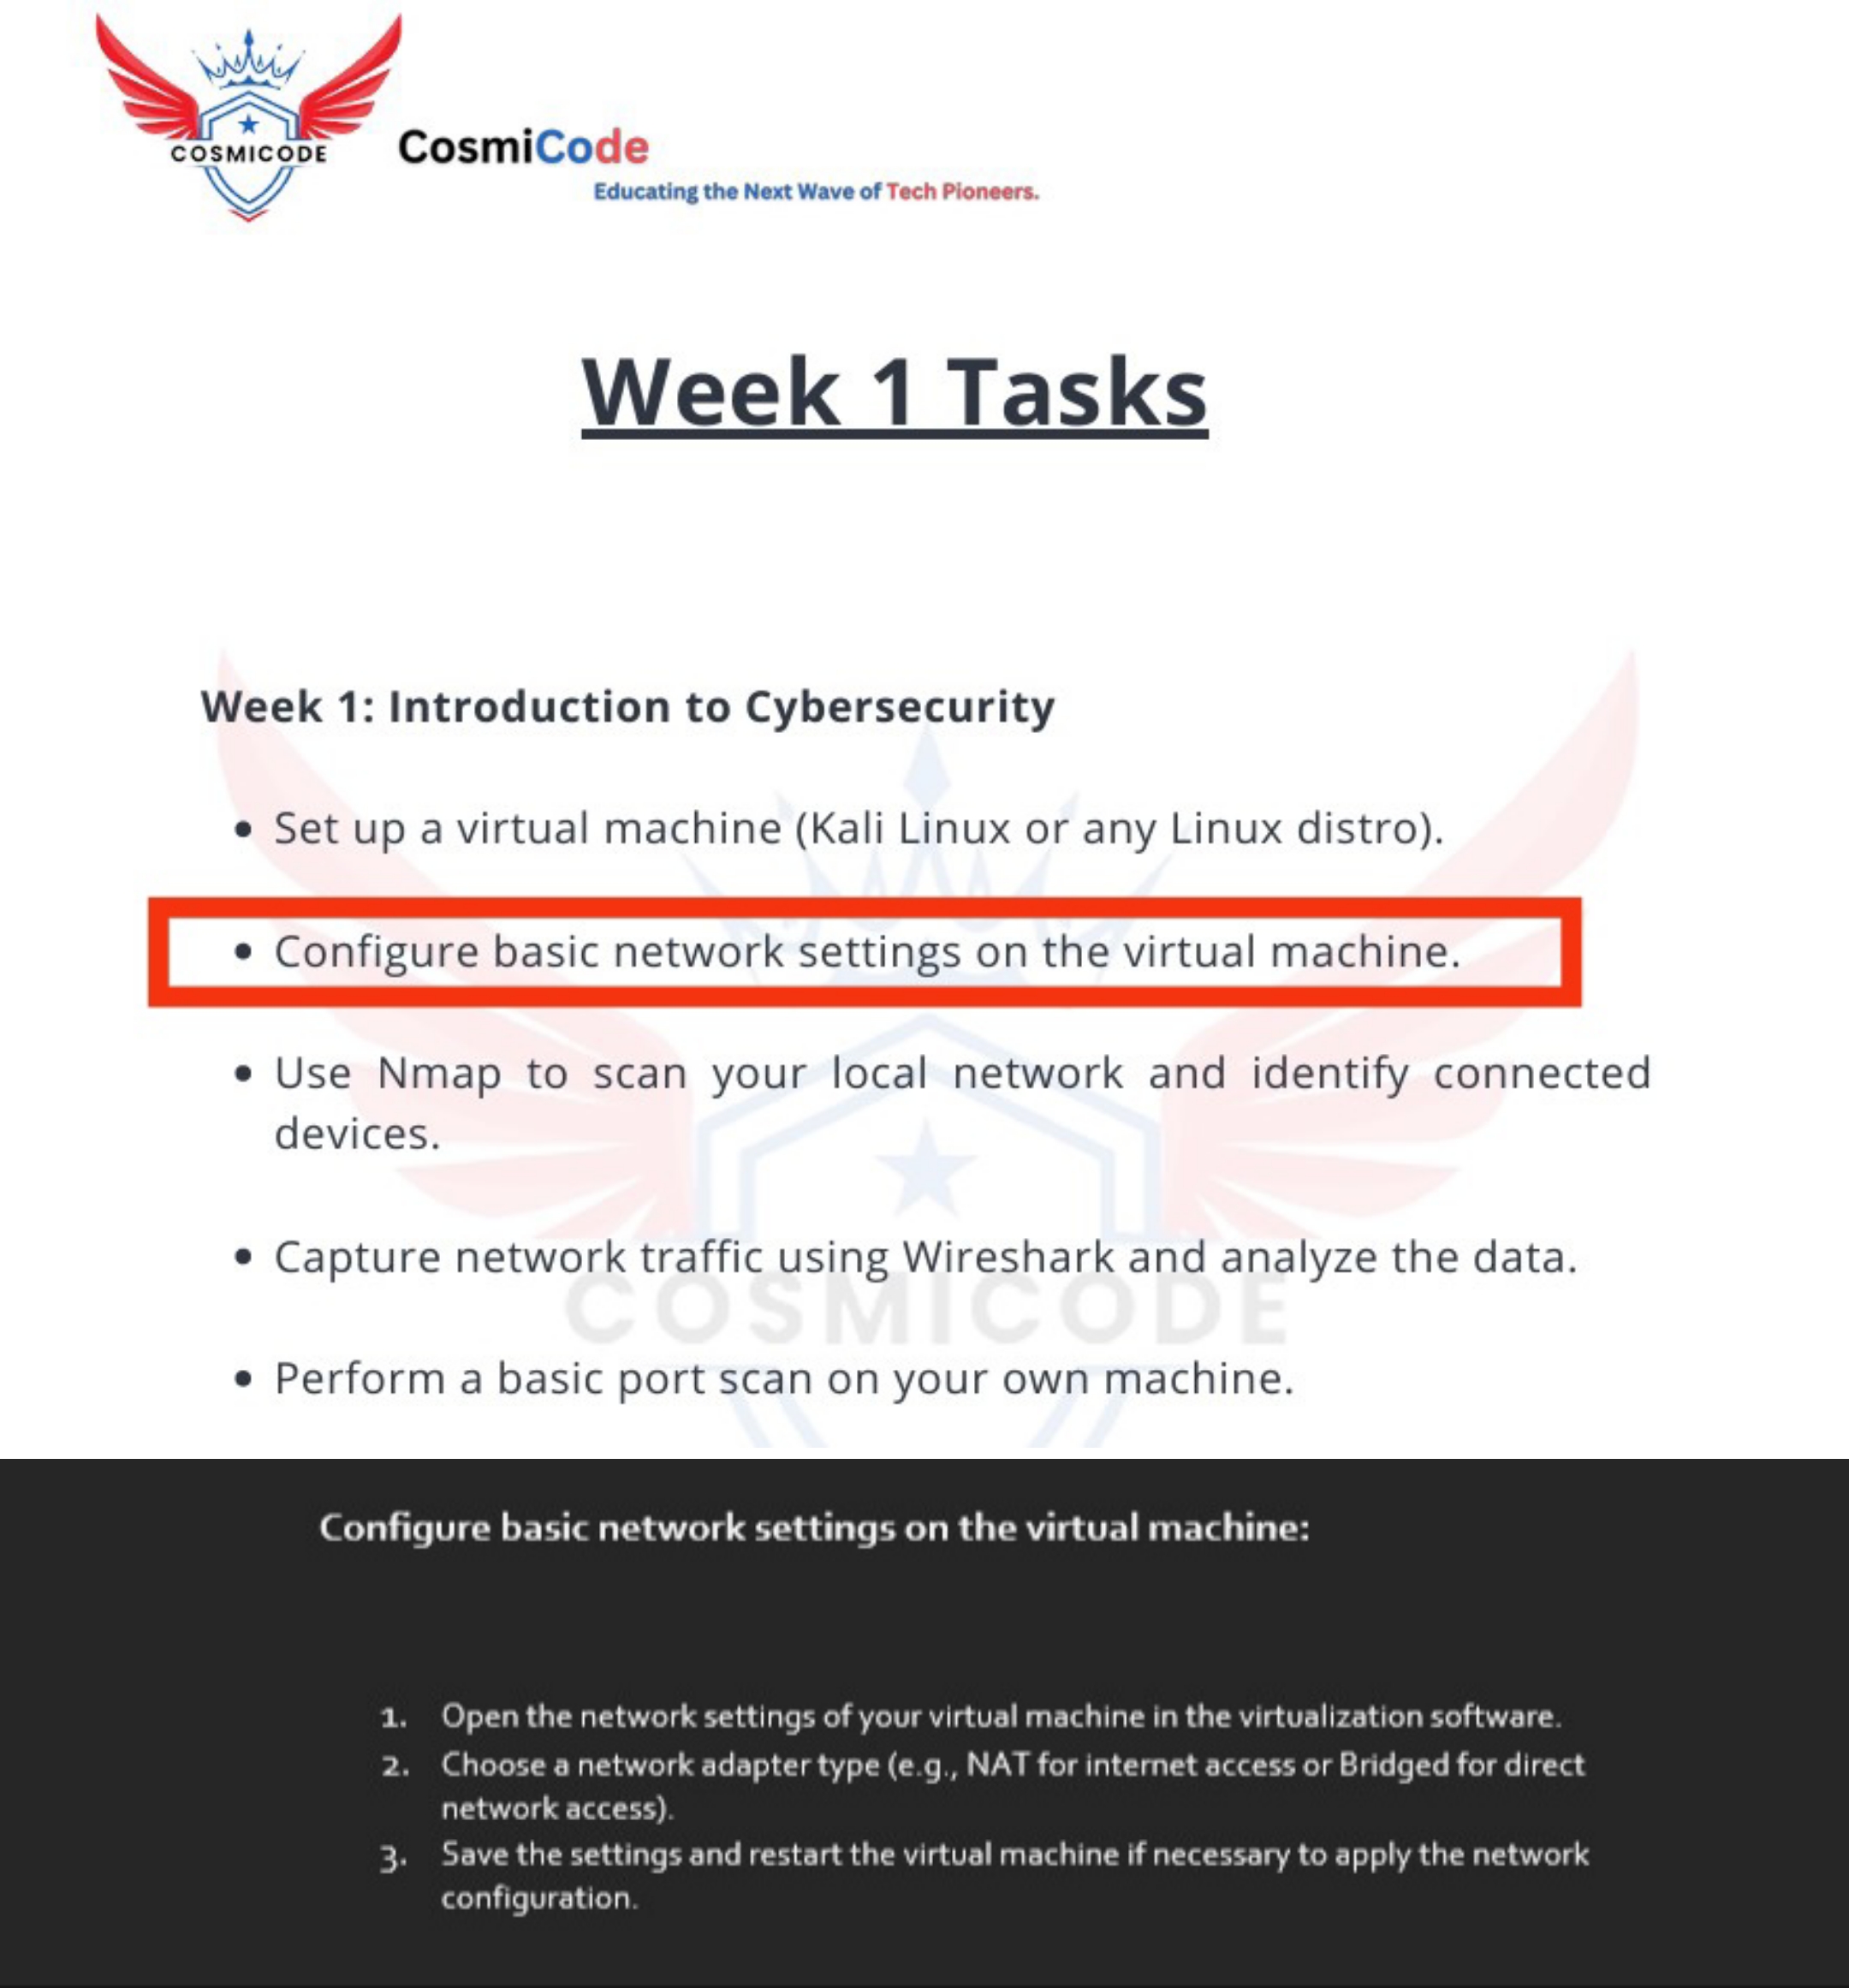 COSMICODE
CosmiCode
Educating the Next Wave of Tech Pioneers.
Week 1 Tasks
Week 1: Introduction to Cybersecurity
• Set up a virtual machine (Kali Linux or any Linux distro).
• Configure basic network settings on the virtual machine.
• Use Nmap to scan your local network and identify connected
devices.
• Capture network traffic using Wireshark and analyze the data.
COSMICODE
• Perform a basic port scan on your own machine.
Configure basic network settings on the virtual machine:
1. Open the network settings of your virtual machine in the virtualization software.
2. Choose a network adapter type (e.g., NAT for internet access or Bridged for direct
network access).
3. Save the settings and restart the virtual machine if necessary to apply the network
configuration.